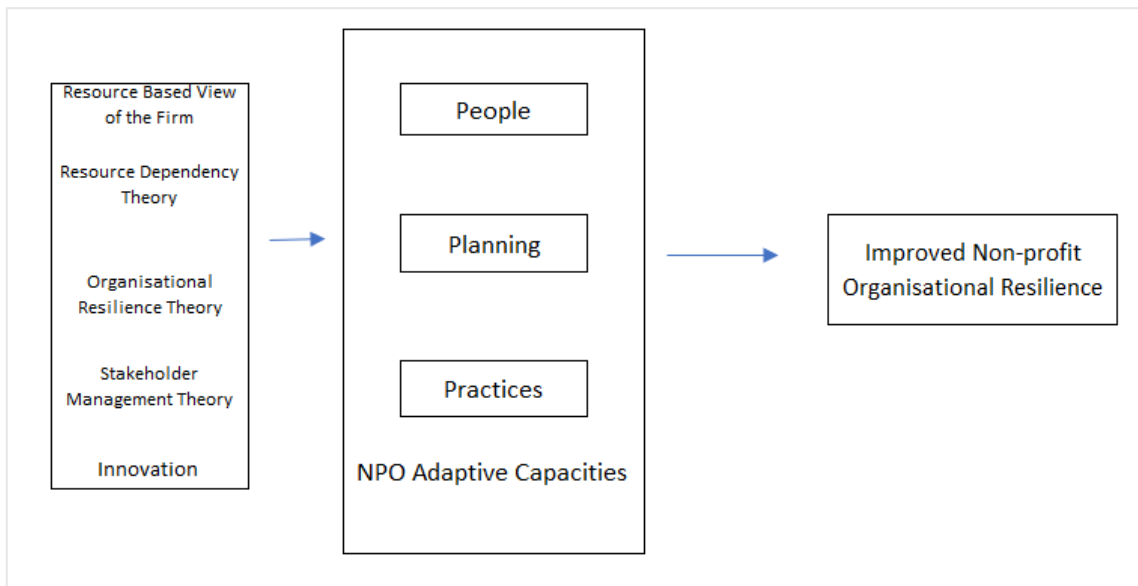 Resource Based View
of the Firm
Resource Dependency
Theory
Organisational
Resilience Theory
Stakeholder
Management Theory
Innovation
People
Planning
Practices
NPO Adaptive Capacities
Improved Non-profit
Organisational Resilience